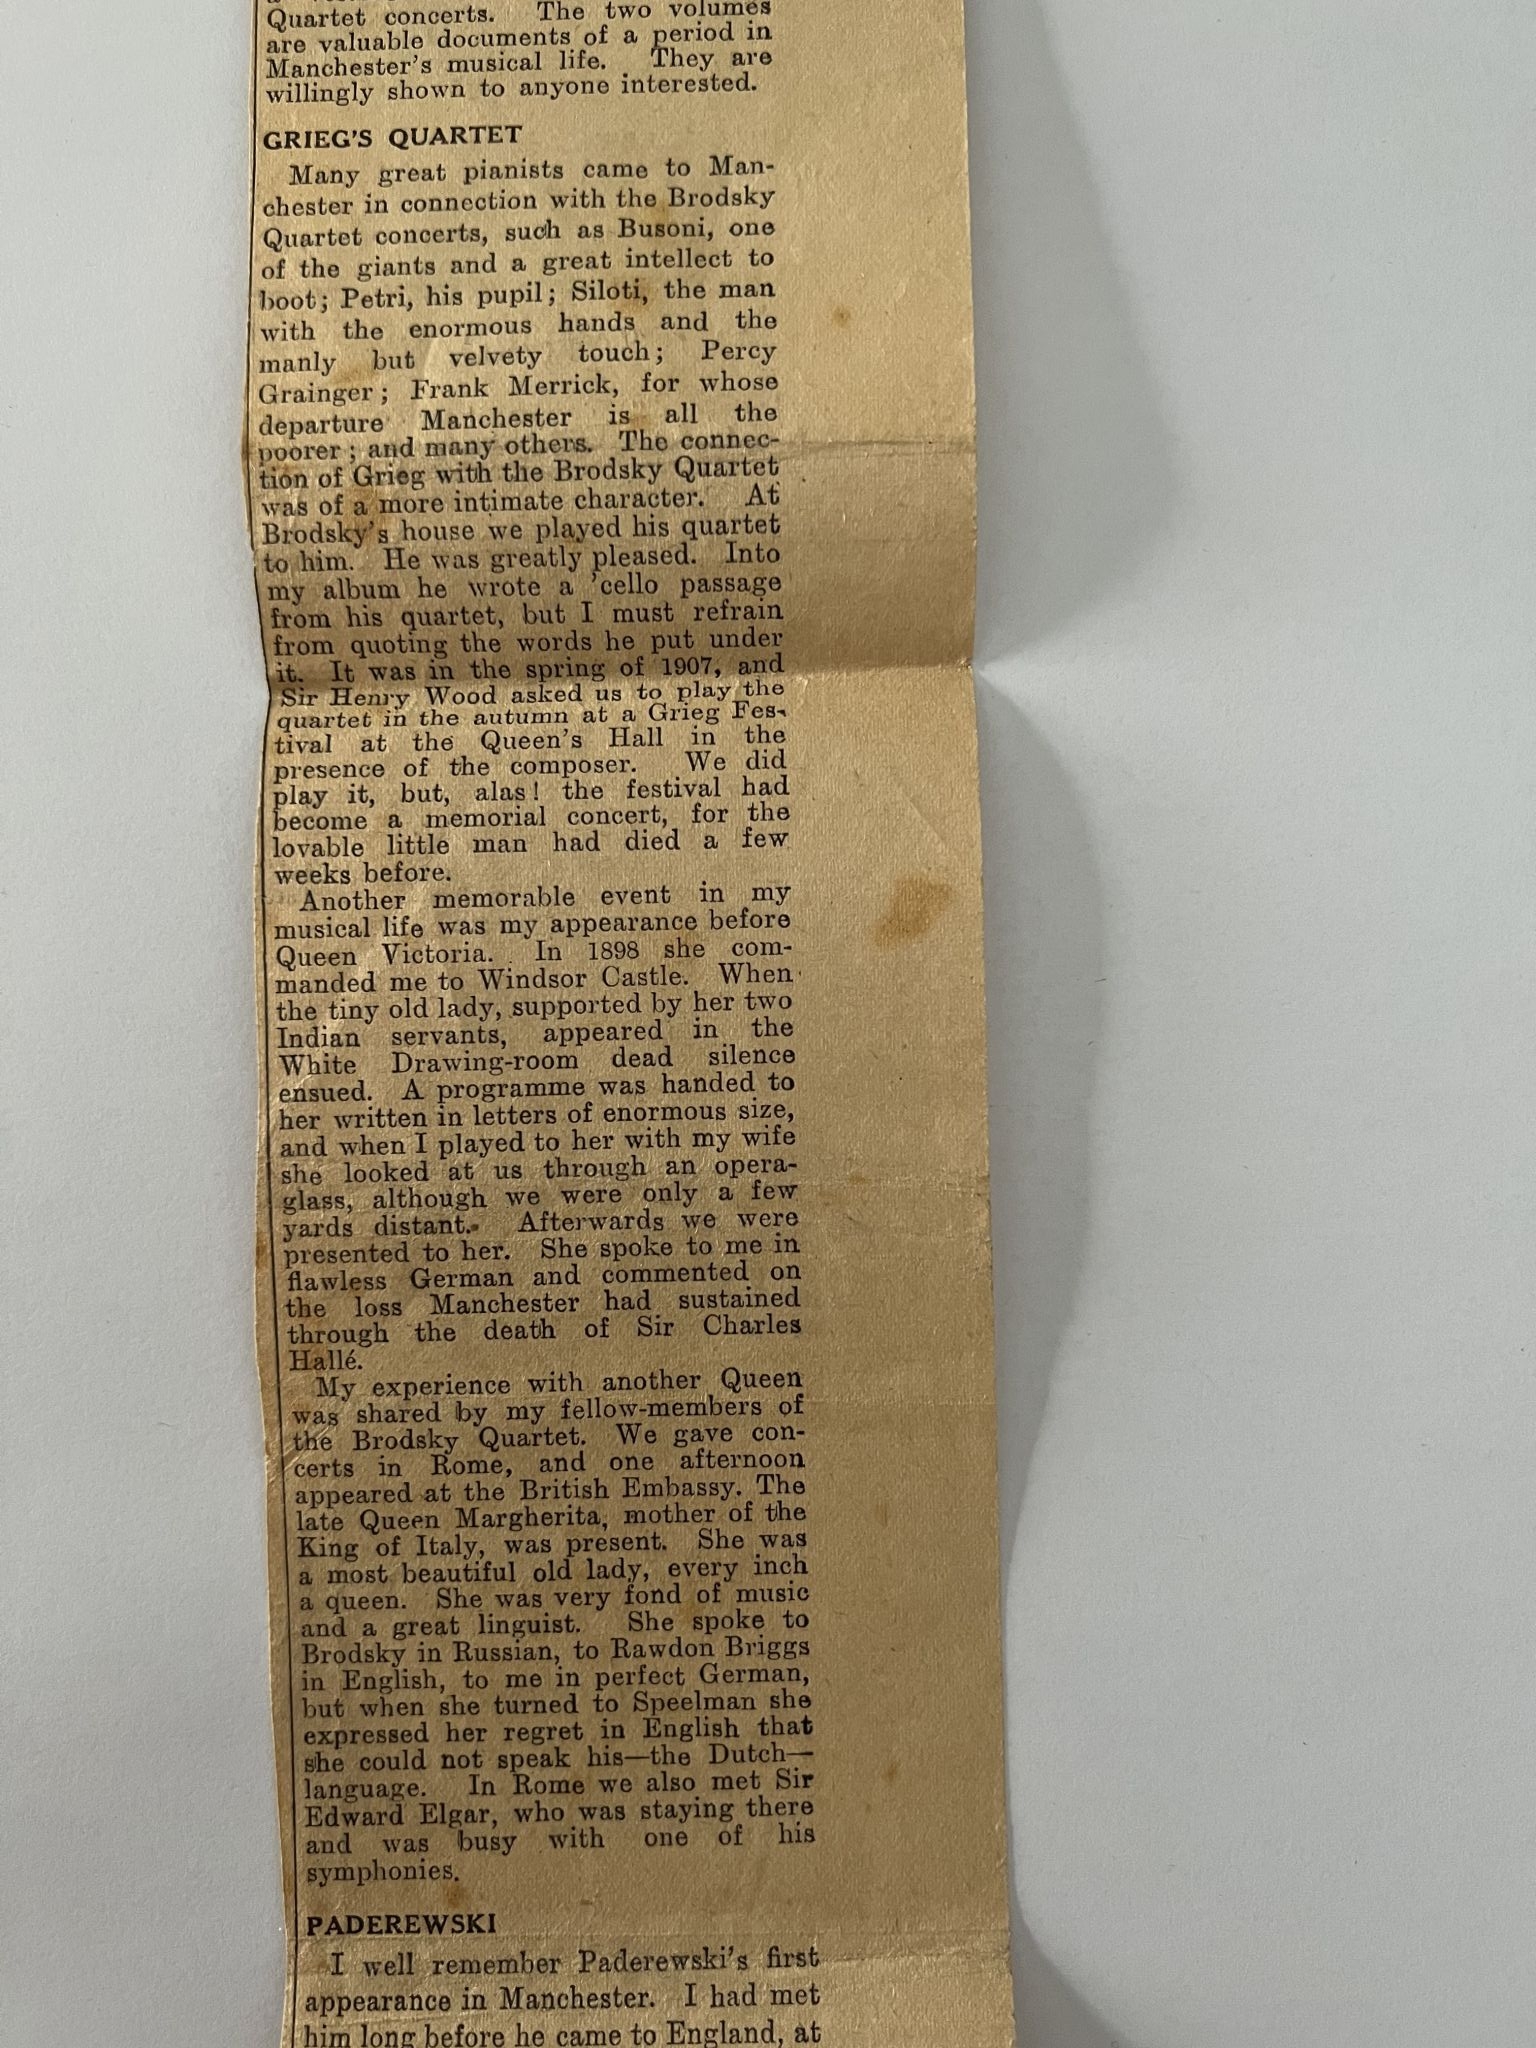 Quartet concerts. The two volumes
are valuable documents of a period in
Manchester's musical life. They are
willingly shown to anyone interested.
GRIEG'S QUARTET
Many great pianists came to Man-
chester in connection with the Brodsky
Quartet concerts, such as Busoni, one
of the giants and a great intellect to
boot; Petri, his pupil; Siloti, the man
with the enormous hands and the
manly but velvety touch; Percy
Grainger; Frank Merrick, for whose
departure Manchester is all the
poorer; and many others. The connec-
tion of Grieg with the Brodsky Quartet
was of a more intimate character. At
Brodsky's house we played his quartet
to him. He was greatly pleased. Into
my album he wrote a 'cello passage
from his quartet, but I must refrain
from quoting the words he put under
it. It was in the spring of 1907, and
Sir Henry Wood asked us to play the
quartet in the autumn at a Grieg Fes-
tival at the Queen's Hall in the
presence of the composer. We did
play it, but, alas! the festival had
become a memorial concert, for the
lovable little man had died a few
weeks before.
Another memorable event in my
musical life was my appearance before
Queen Victoria. In 1898 she com-
manded me to Windsor Castle. When
the tiny old lady, supported by her two
Indian servants, appeared in the
White Drawing-room dead silence
ensued. A programme was handed to
her written in letters of enormous size,
and when I played to her with my wife
she looked at us through an opera-
glass, although we were only a few
yards distant. Afterwards we were
presented to her. She spoke to me in
flawless German and commented on
the loss Manchester had sustained
through the death of Sir Charles
Hallé.
My experience with another Queen
was shared by my fellow-members of
the Brodsky Quartet. We gave con-
certs in Rome, and one afternoon
appeared at the British Embassy. The
late Queen Margherita, mother of the
King of Italy, was present. She was
a most beautiful old lady, every inch
a queen. She was very fond of music
and a great linguist. She spoke to
Brodsky in Russian, to Rawdon Briggs
in English, to me in perfect German,
but when she turned to Speelman she
expressed her regret in English that
she could not speak his—the Dutch—
language. In Rome we also met Sir
Edward Elgar, who was staying there
and was busy with one of his
symphonies.
PADEREWSKI
I well remember Paderewski's first
appearance in Manchester. I had met
him long before he came to England, at